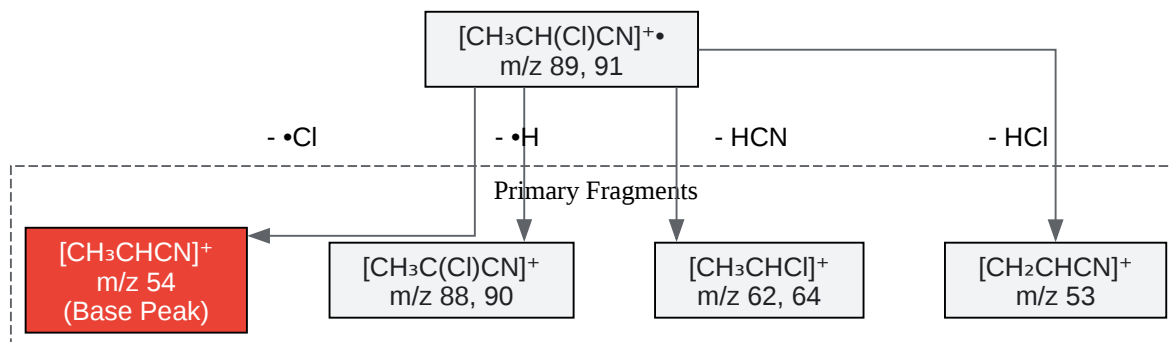 [CH₃CH(Cl)CN]⁺•
m/z 89, 91
- •Cl
- •H
- HCN
- HCl
Primary Fragments
[CH₃CHCN]⁺
m/z 54
(Base Peak)
[CH₃C(Cl)CN]⁺
m/z 88, 90
[CH₃CHCl]⁺
m/z 62, 64
[CH₂CHCN]⁺
m/z 53